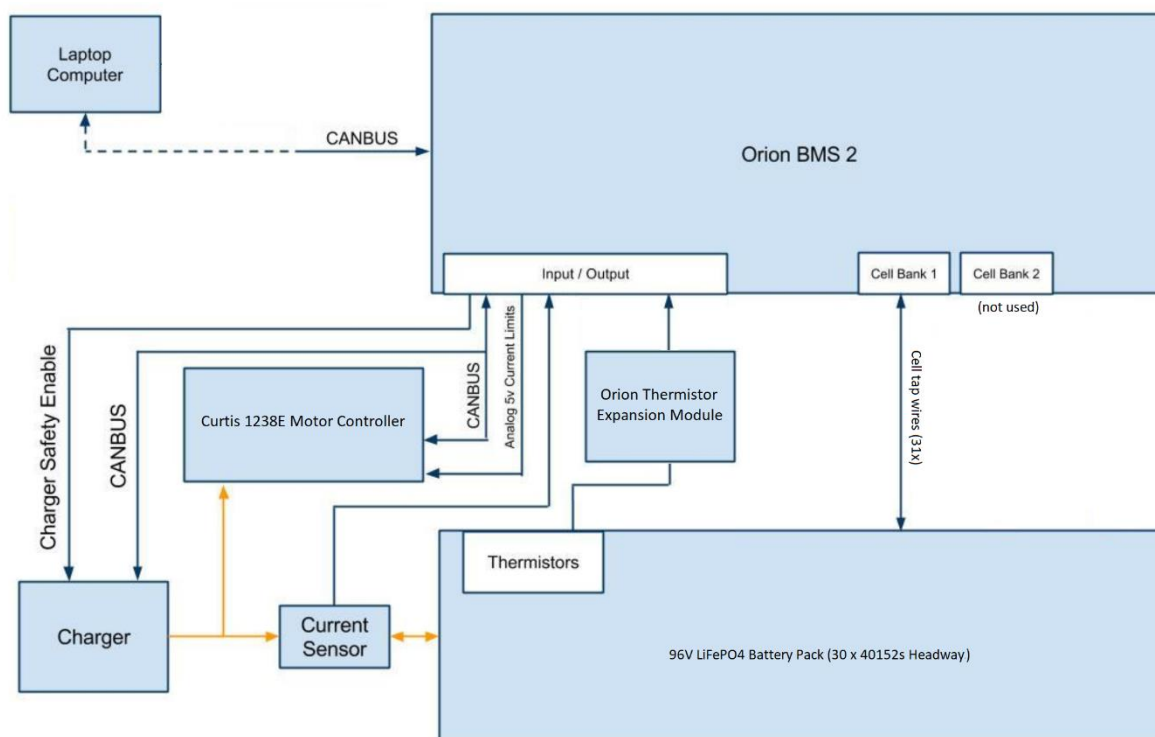 Laptop
Computer
CANBUS
Orion BMS 2
Input / Output
Cell Bank 1
Cell Bank 2
(not used)
Charger Safety Enable
CANBUS
Curtis 1238E Motor Controller
CANBUS
Analog 5v Current Limits
Orion Thermistor
Expansion Module
Cell tap wires (31x)
Thermistors
Charger
Current
Sensor
96V LiFePO4 Battery Pack (30 x 40152s Headway)